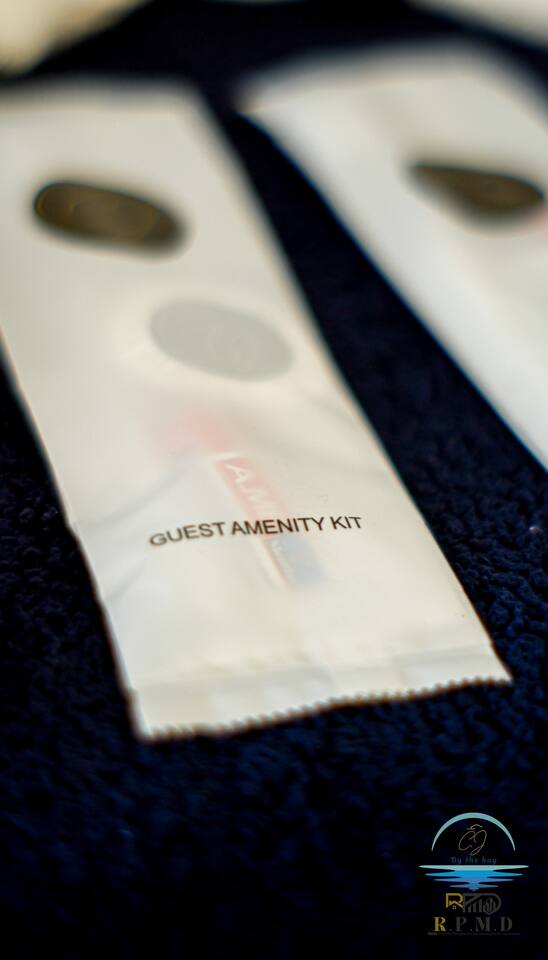 GUEST AMENITY KIT
By the bay
R.P.M.D